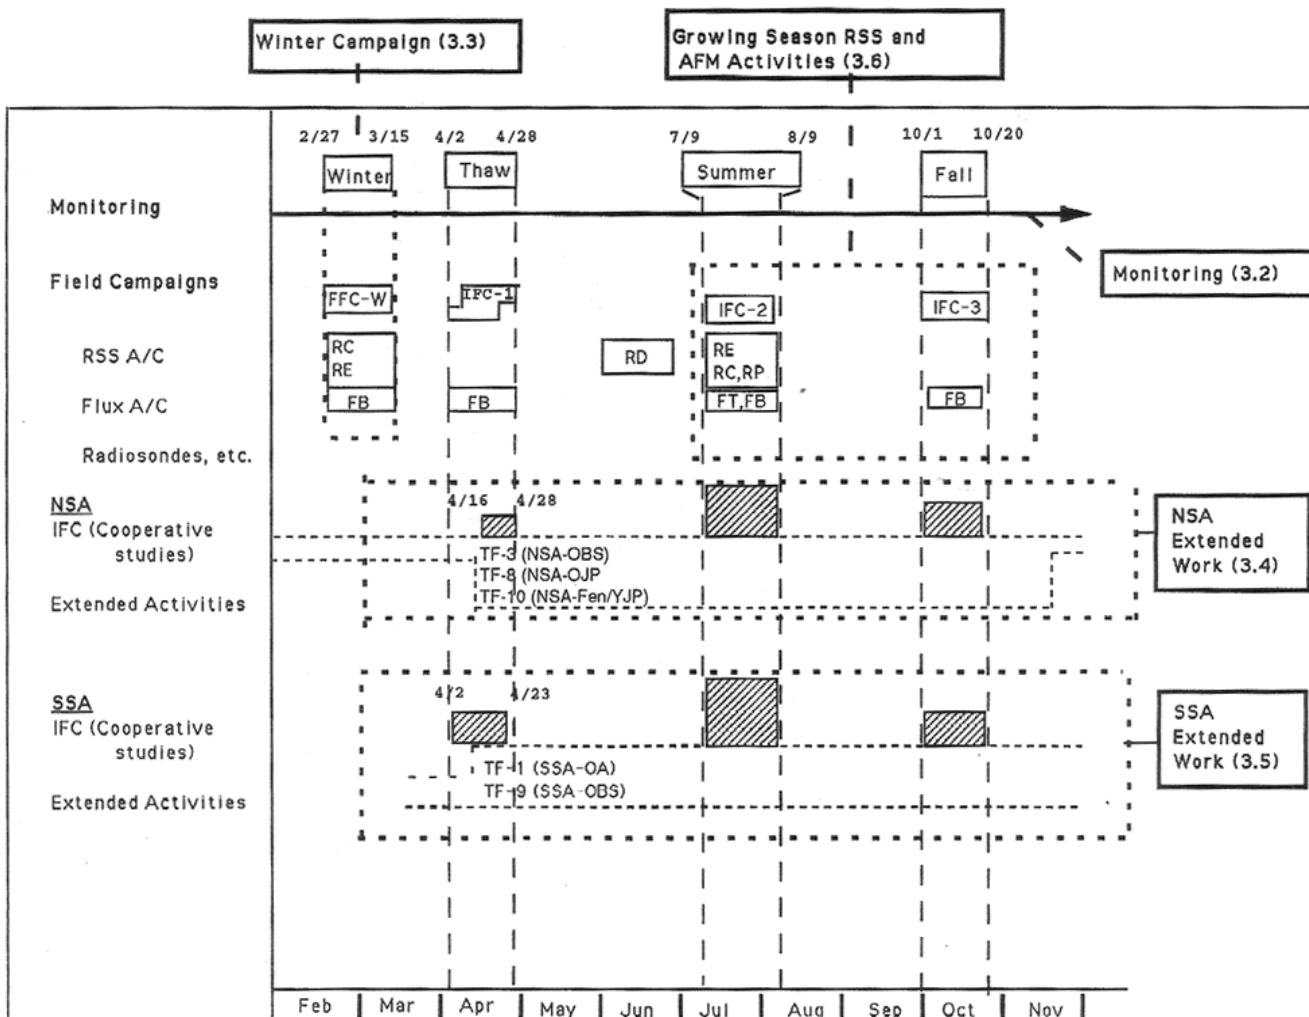 Winter Campaign (3.3)
Growing Season RSS and
AFM Activities (3.6)
2/27 3/15 4/2 4/28 7/9 8/9 10/1 10/20
Winter Thaw Summer Fall
Monitoring
Monitoring (3.2)
Field Campaigns
FFC-W IFC-1 IFC-2 IFC-3
RSS A/C
RC
RE
RD
RE
RC,RP
Flux A/C
FB FB FT,FB FB
Radiosondes, etc.
NSA
IFC (Cooperative
studies)
4/16 4/28
NSA
Extended
Work (3.4)
TF-3 (NSA-OBS)
TF-8 (NSA-OJP
TF-10 (NSA-Fen/YJP)
Extended Activities
SSA
IFC (Cooperative
studies)
4/2 4/23
SSA
Extended
Work (3.5)
TF-1 (SSA-OA)
TF-9 (SSA-OBS)
Extended Activities
Feb Mar Apr May Jun Jul Aug Sep Oct Nov